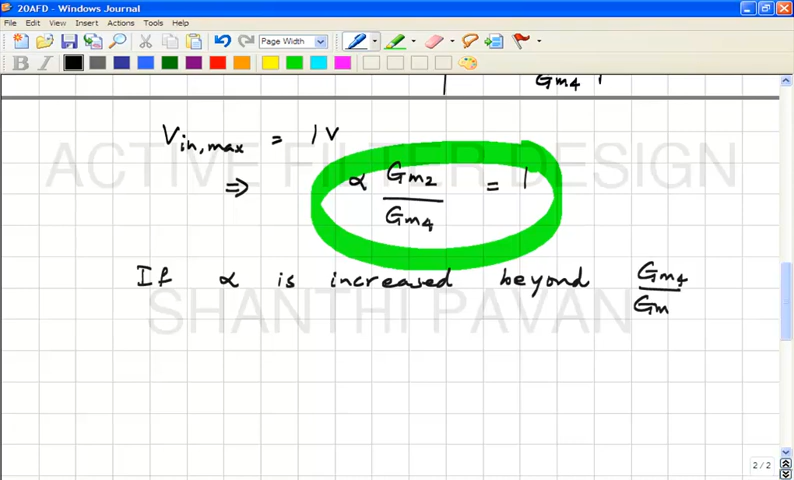 20AFD - Windows Journal
File Edit View Insert Actions Tools Help
Page Width
B I
Gm4
Vin,max = 1V
ACTIVE FILTER DESIGN
⇒ α Gm2 / Gm4 = 1
If α is increased beyond Gm4 / Gm
SHANTHI PAVAN
2 / 2